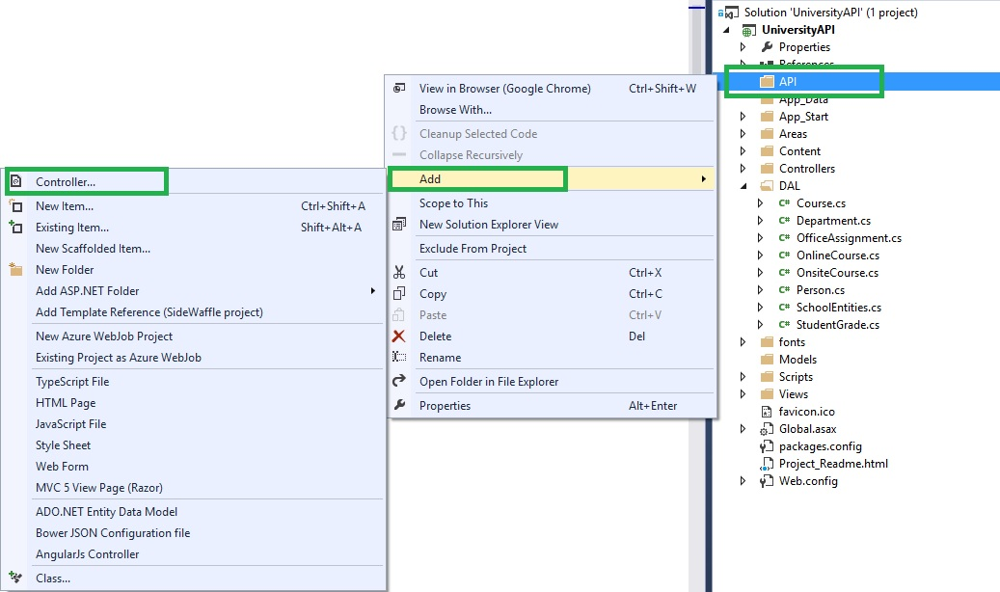 Controller...
New Item... Ctrl+Shift+A
Existing Item... Shift+Alt+A
New Scaffolded Item...
New Folder
Add ASP.NET Folder
Add Template Reference (SideWaffle project)
New Azure WebJob Project
Existing Project as Azure WebJob
TypeScript File
HTML Page
JavaScript File
Style Sheet
Web Form
MVC 5 View Page (Razor)
ADO.NET Entity Data Model
Bower JSON Configuration file
AngularJs Controller
Class...
View in Browser (Google Chrome) Ctrl+Shift+W
Browse With...
Cleanup Selected Code
Collapse Recursively
Add
Scope to This
New Solution Explorer View
Exclude From Project
Cut Ctrl+X
Copy Ctrl+C
Paste Ctrl+V
Delete Del
Rename
Open Folder in File Explorer
Properties Alt+Enter
Solution 'UniversityAPI' (1 project)
UniversityAPI
Properties
References
API
App_Data
App_Start
Areas
Content
Controllers
DAL
C# Course.cs
C# Department.cs
C# OfficeAssignment.cs
C# OnlineCourse.cs
C# OnsiteCourse.cs
C# Person.cs
C# SchoolEntities.cs
C# StudentGrade.cs
fonts
Models
Scripts
Views
favicon.ico
Global.asax
packages.config
Project_Readme.html
Web.config